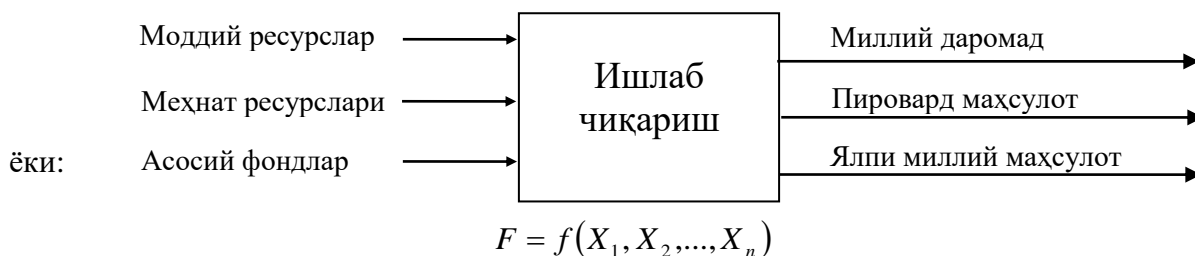 Моддий ресурслар
Миллий даромад
Ишлаб
чиқариш
Меҳнат ресурслари
Пировард маҳсулот
ёки:
Асосий фондлар
Ялпи миллий маҳсулот
F = f(X₁, X₂,..., Xₙ)